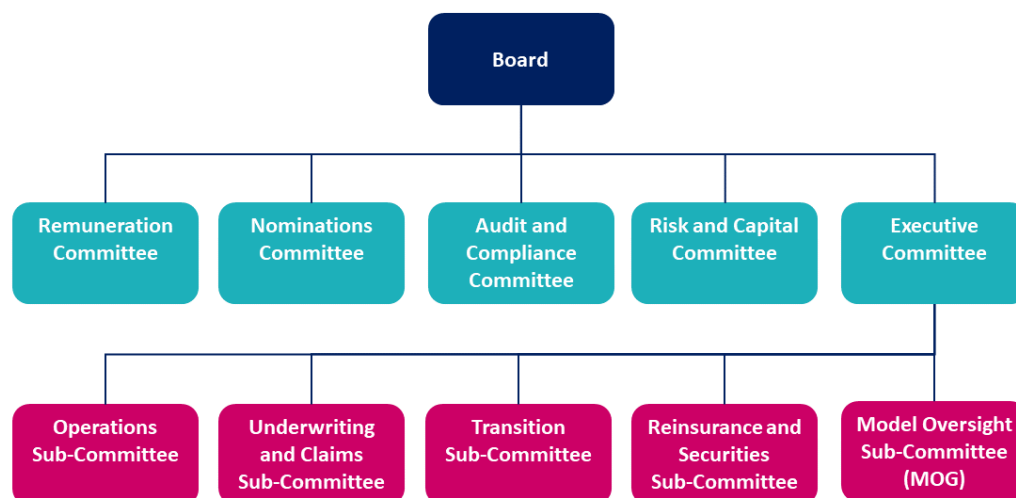 Board
Remuneration
Committee
Nominations
Committee
Audit and
Compliance
Committee
Risk and Capital
Committee
Executive
Committee
Operations
Sub-Committee
Underwriting
and Claims
Sub-Committee
Transition
Sub-Committee
Reinsurance and
Securities
Sub-Committee
Model Oversight
Sub-Committee
(MOG)